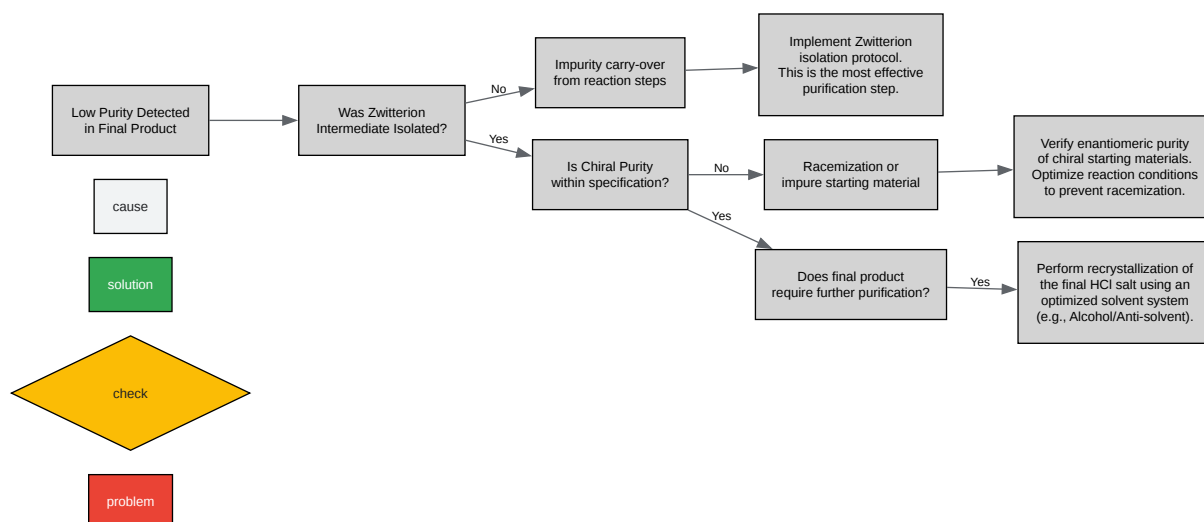 Low Purity Detected
in Final Product
Was Zwitterion
Intermediate Isolated?
No
Impurity carry-over
from reaction steps
Implement Zwitterion
isolation protocol.
This is the most effective
purification step.
Yes
Is Chiral Purity
within specification?
No
Racemization or
impure starting material
Verify enantiomeric purity
of chiral starting materials.
Optimize reaction conditions
to prevent racemization.
Yes
Does final product
require further purification?
Yes
Perform recrystallization of
the final HCl salt using an
optimized solvent system
(e.g., Alcohol/Anti-solvent).
cause
solution
check
problem